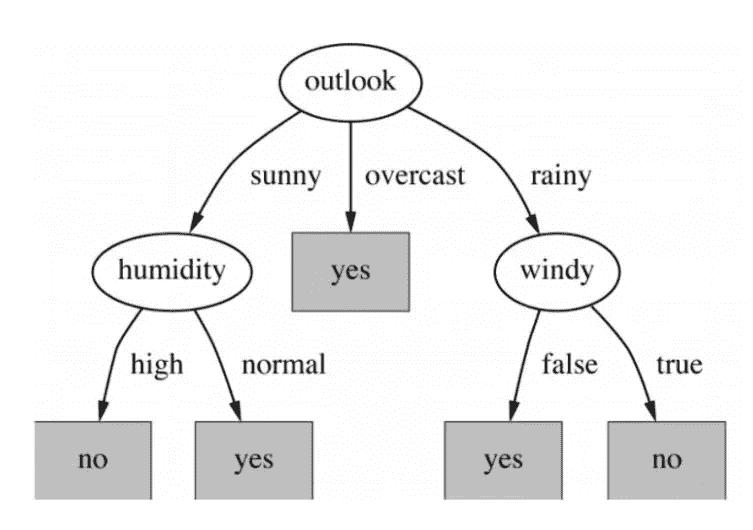 outlook
sunny overcast rainy
humidity yes windy
high normal false true
no yes yes no